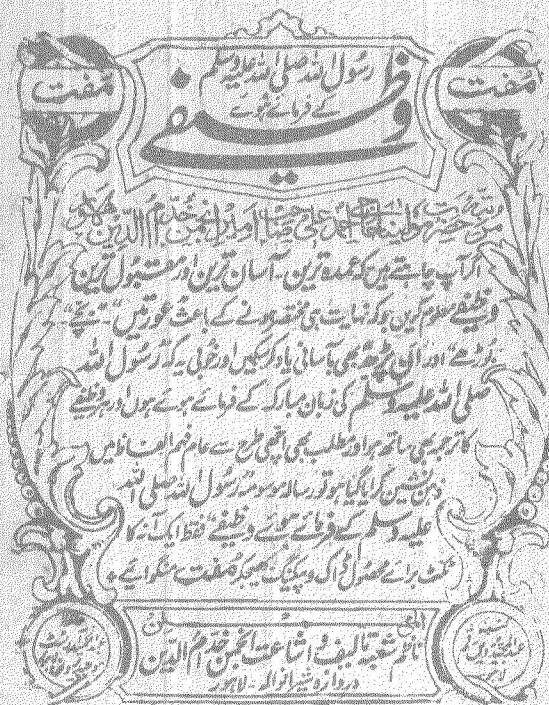 رسول اللہ صلی اللہ علیہ وسلم
کے فرمائے ہوئے
وظیفے
مفت
مفت
مرتبہ حضرت مولانا الحاج احمد علی صاحب امیر انجمن خدام الدین لاہور
اگر آپ چاہتے ہیں کہ عمدہ ترین۔ آسان ترین اور مقبول ترین
وظیفے معلوم کریں جو کہ نہایت ہی مختصر ہونے کے باعث عورتیں۔ بچے۔
بوڑھے اور ان پڑھ بھی بآسانی یاد کر سکیں اور خوبی یہ کہ رسول اللہ
صلی اللہ علیہ وسلم کی زبان مبارک کے فرمائے ہوئے ہوں اور ہر وظیفے
کا ترجمہ بھی ساتھ ہو اور مطلب بھی اچھی طرح سے عام فہم الفاظ میں
ذہن نشین کرایا گیا ہو تو رسالہ موسومہ رسول اللہ صلی اللہ
علیہ وسلم کے فرمائے ہوئے وظیفے فقط ایک آنہ کا
ٹکٹ برائے محصول ڈاک و پیکنگ بھیجکر مفت منگوائیے۔
ناظم شعبہ تالیف و اشاعت انجمن خدام الدین
دروازہ شیرانوالہ۔ لاہور
لاہور